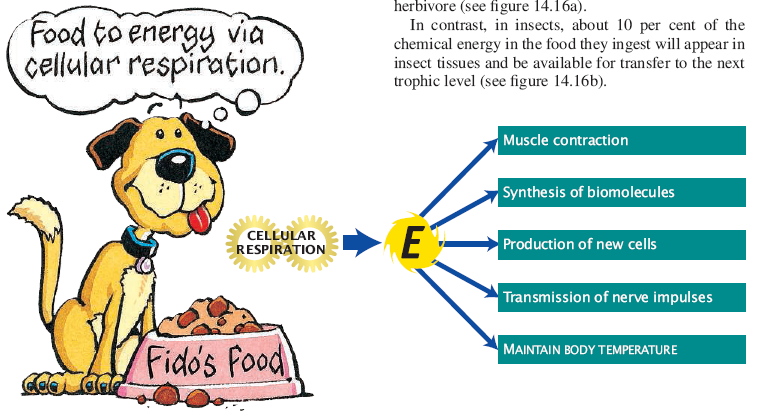 Food to energy via
cellular respiration.
herbivore (see figure 14.16a).
In contrast, in insects, about 10 per cent of the
chemical energy in the food they ingest will appear in
insect tissues and be available for transfer to the next
trophic level (see figure 14.16b).
CELLULAR
RESPIRATION
E
Muscle contraction
Synthesis of biomolecules
Production of new cells
Transmission of nerve impulses
MAINTAIN BODY TEMPERATURE
Fido's Food